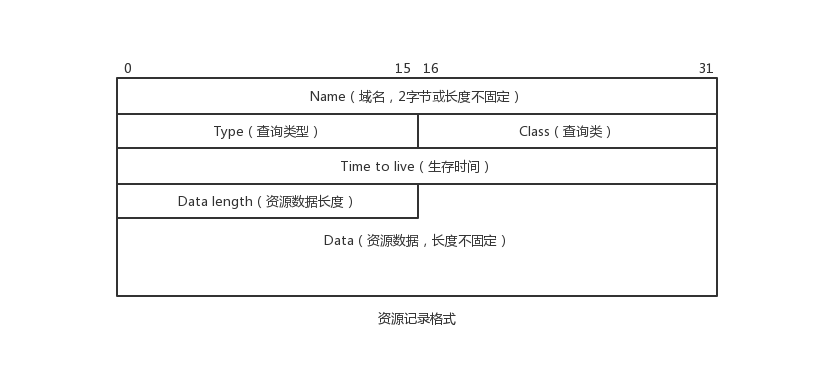 0 15 16 31
Name（域名，2字节或长度不固定）
Type（查询类型） Class（查询类）
Time to live（生存时间）
Data length（资源数据长度）
Data（资源数据，长度不固定）
资源记录格式